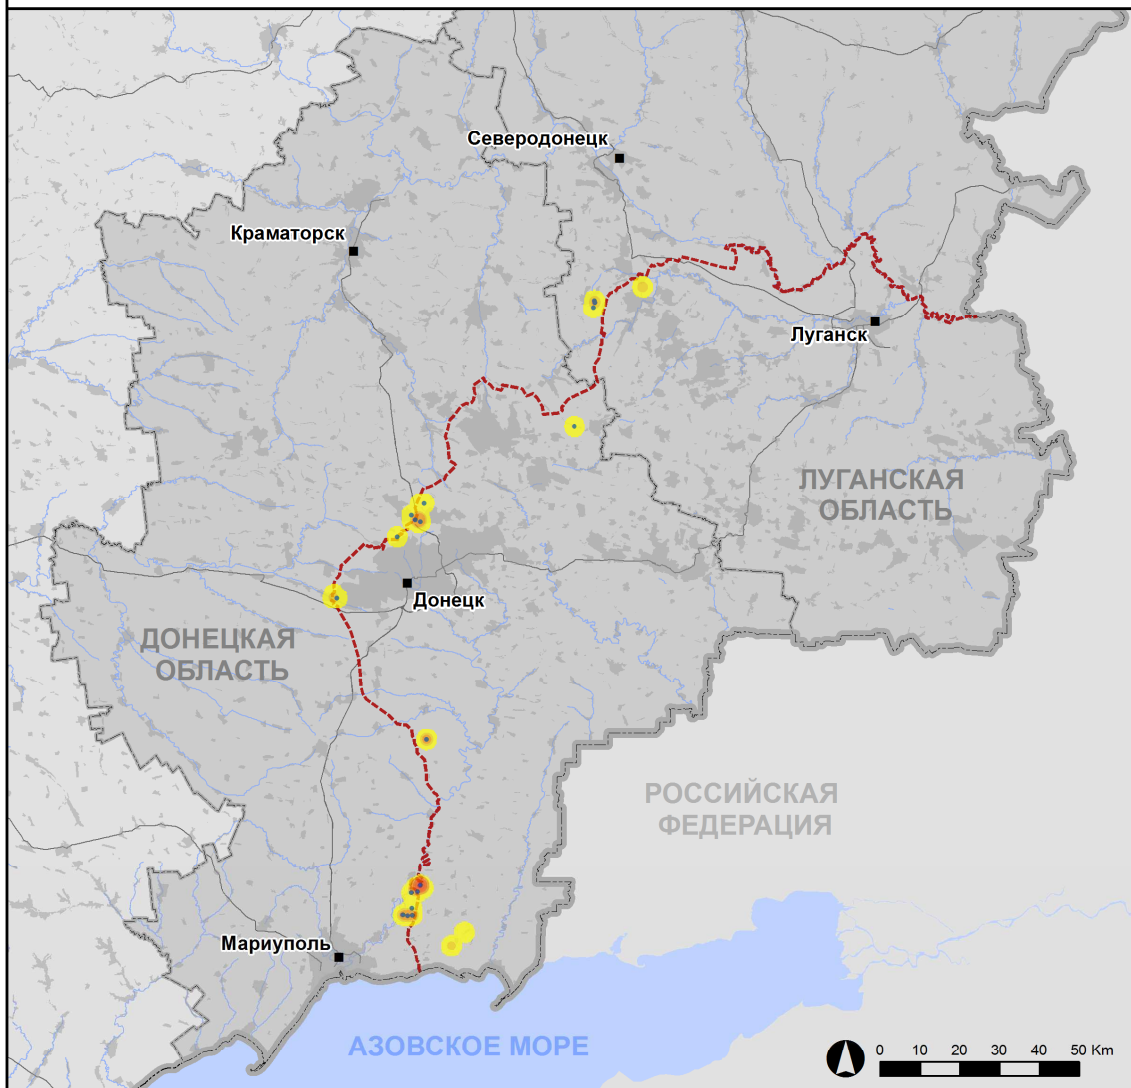 Северодонецк
Краматорск
Луганск
ЛУГАНСКАЯ
ОБЛАСТЬ
Донецк
ДОНЕЦКАЯ
ОБЛАСТЬ
РОССИЙСКАЯ
ФЕДЕРАЦИЯ
Мариуполь
АЗОВСКОЕ МОРЕ
0 10 20 30 40 50 Km